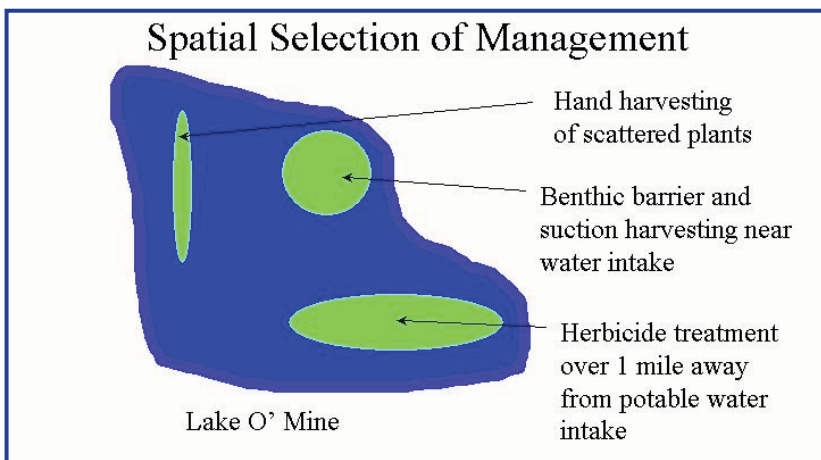 Spatial Selection of Management
Hand harvesting
of scattered plants
Benthic barrier and
suction harvesting near
water intake
Herbicide treatment
over 1 mile away
from potable water
intake
Lake O’ Mine